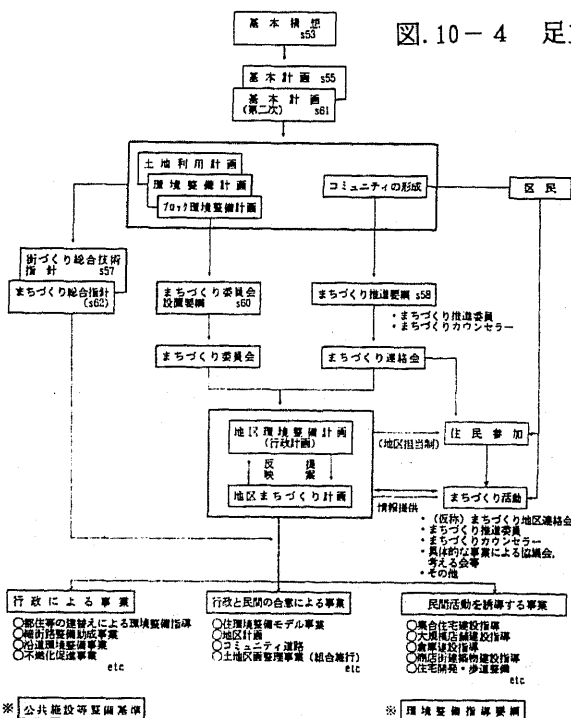 図.10-4 足
基本構想
s53
基本計画 s55
基本計画
(第二次) s61
土地利用計画
環境整備計画
ブロック環境整備計画
コミュニティの形成
区民
街づくり総合技術
指針 s57
まちづくり総合指針
(s62)
まちづくり委員会
設置要綱 s60
まちづくり推進要綱 s58
・まちづくり推進委員
・まちづくりカウンセラー
まちづくり委員会
まちづくり連絡会
地区環境整備計画
(行政計画)
反映
提案
地区まちづくり計画
(地区担当制)
住民参加
情報提供
まちづくり活動
・(仮称)まちづくり地区連絡会
・まちづくり推進委員
・まちづくりカウンセラー
・具体的な事業による協議会,
考える会等
・その他
行政による事業
○都住等の建替えによる環境整備指導
○細街路整備助成事業
○沿道環境整備事業
○不燃化促進事業
etc
行政と民間の合意による事業
○住環境整備モデル事業
○地区計画
○コミュニティ道路
○土地区画整理事業(組合施行)
etc
民間活動を誘導する事業
○集合住宅建設指導
○大規模店舗建設指導
○倉庫建設指導
○商店街建築物建設指導
○住宅開発・歩道整備
etc
※ 公共施設等整備基準
※ 環境整備指導要綱